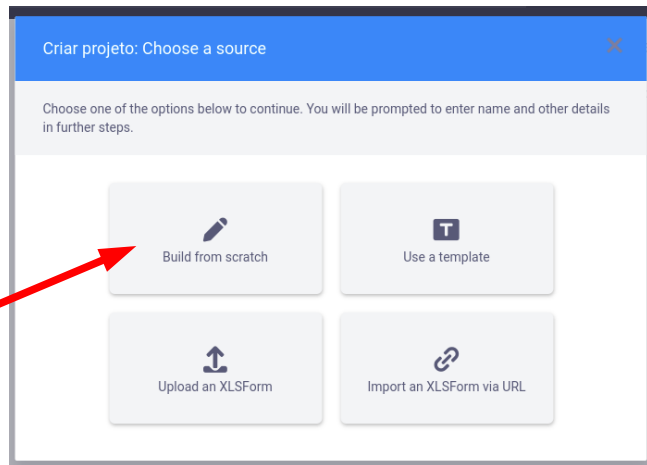 Criar projeto: Choose a source
Choose one of the options below to continue. You will be prompted to enter name and other details
in further steps.
Build from scratch
T
Use a template
Upload an XLSForm
Import an XLSForm via URL